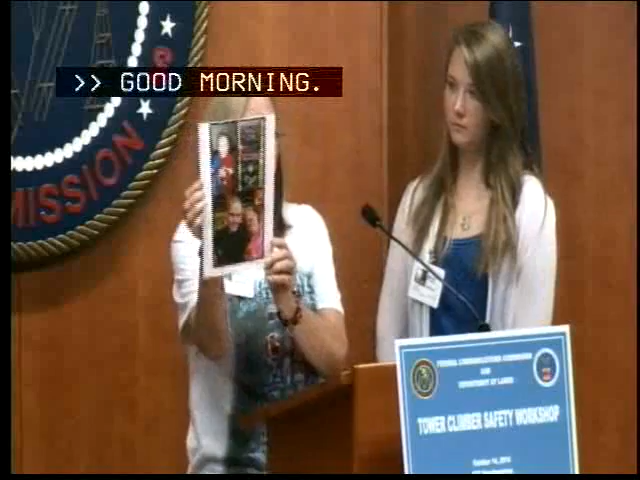 >> GOOD MORNING.
MISSION
FEDERAL COMMUNICATIONS COMMISSION
AND
DEPARTMENT OF LABOR
TOWER CLIMBER SAFETY WORKSHOP